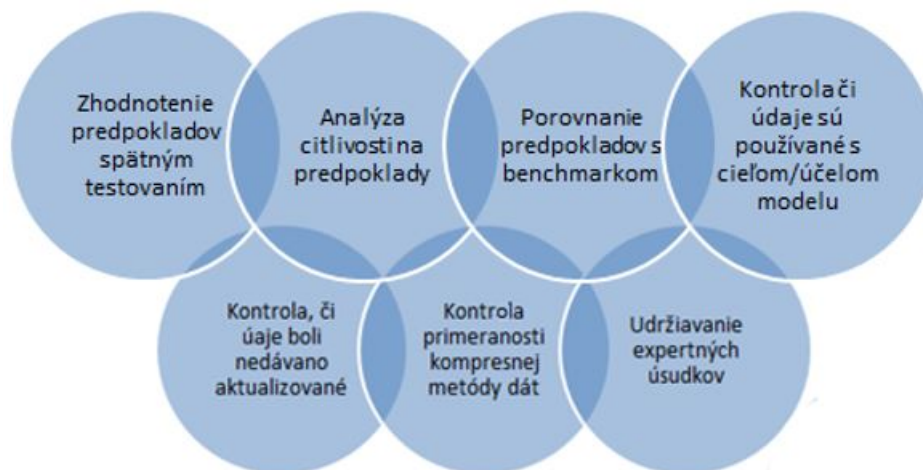 Zhodnotenie
predpokladov
spätným
testovaním
Analýza
citlivosti na
predpoklady
Porovnanie
predpokladov s
benchmarkom
Kontrola či
údaje sú
používané s
cieľom/účelom
modelu
Kontrola, či
úaje boli
nedávano
aktualizované
Kontrola
primeranosti
kompresnej
metódy dát
Udržiavanie
expertných
úsudkov